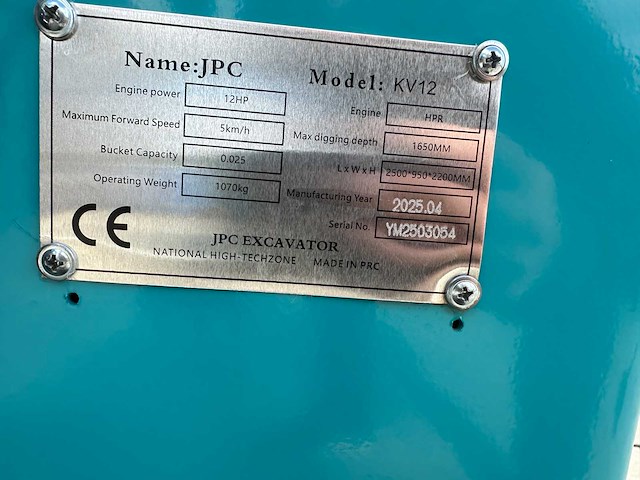 Name:JPC Model: KV12
Engine power 12HP Engine HPR
Maximum Forward Speed 5km/h Max digging depth 1650MM
Bucket Capacity 0.025 LxWxH 2500*950*2200MM
Operating Weight 1070kg Manufacturing Year 2025.04
Serial No. YM2503054
CE
JPC EXCAVATOR
NATIONAL HIGH-TECHZONE MADE IN PRC